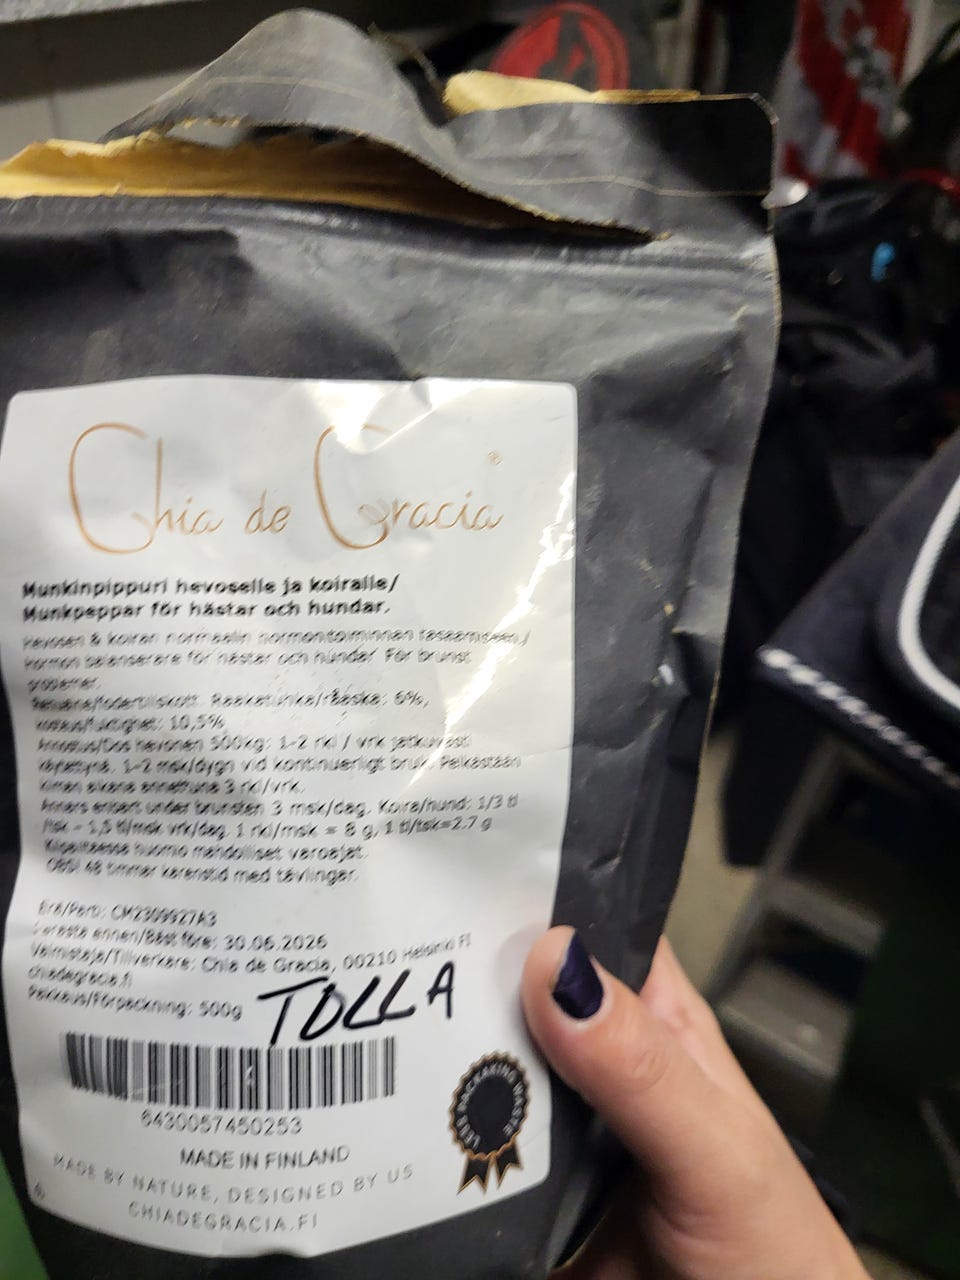 Chia de Gracia®
Munkinpippuri hevoselle ja koiralle/
Munkpeppar för hästar och hundar.
Hevosen & koiran normaalin hormonitoiminnan tasaamiseen./
hormon balanserare för hästar och hundar. För brunst
problemer.
Rehuaine/fodertillskott. Raakatuhka/råaska: 6%,
kosteus/fuktighet: 10,5%
Annostus/Dos hevonen 500kg: 1-2 rkl / vrk jatkuvasti
käytettynä. 1-2 msk/dygn vid kontinuerligt bruk. Pelkästään
kiiman aikana annettuna 3 rkl/vrk.
Annars enbart under brunsten 3 msk/dag. Koira/hund: 1/3 tl
/tsk - 1,5 tl/msk vrk/dag. 1 rkl/msk = 8 g, 1 tl/tsk=2.7 g
Kilpaillessa huomio mahdolliset varoajat.
OBS! 48 timmar karenstid med tävlingar.
Erä/Parti: CM2309927A3
Parasta ennen/Bäst före: 30.06.2026
Valmistaja/Tillverkare: Chia de Gracia, 00210 Helsinki FI
chiadegracia.fi
Pakkaus/Förpackning: 500g
TOLLA
6430057450253
LESS PACKAKING WASTE
MADE IN FINLAND
MADE BY NATURE, DESIGNED BY US
CHIADEGRACIA.FI